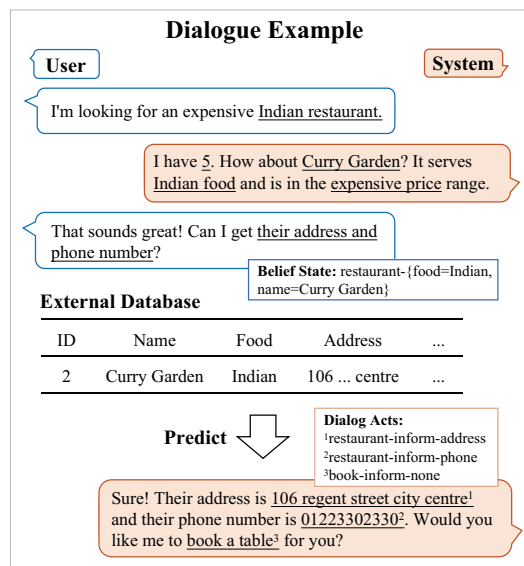 Dialogue Example
User
System
I'm looking for an expensive Indian restaurant.
I have 5. How about Curry Garden? It serves
Indian food and is in the expensive price range.
That sounds great! Can I get their address and
phone number?
Belief State: restaurant-{food=Indian,
name=Curry Garden}
External Database
ID Name Food Address ...
2 Curry Garden Indian 106 ... centre ...
Predict
Dialog Acts:
¹restaurant-inform-address
²restaurant-inform-phone
³book-inform-none
Sure! Their address is 106 regent street city centre¹
and their phone number is 01223302330². Would you
like me to book a table³ for you?